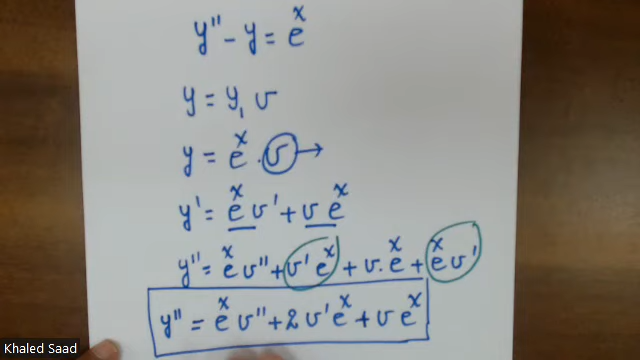 y'' - y = e^x
y = y₁ v
y = e^x · v →
y' = e^x v' + v e^x
y'' = e^x v'' + v' e^x + v · e^x + e^x v'
y'' = e^x v'' + 2 v' e^x + v e^x
Khaled Saad